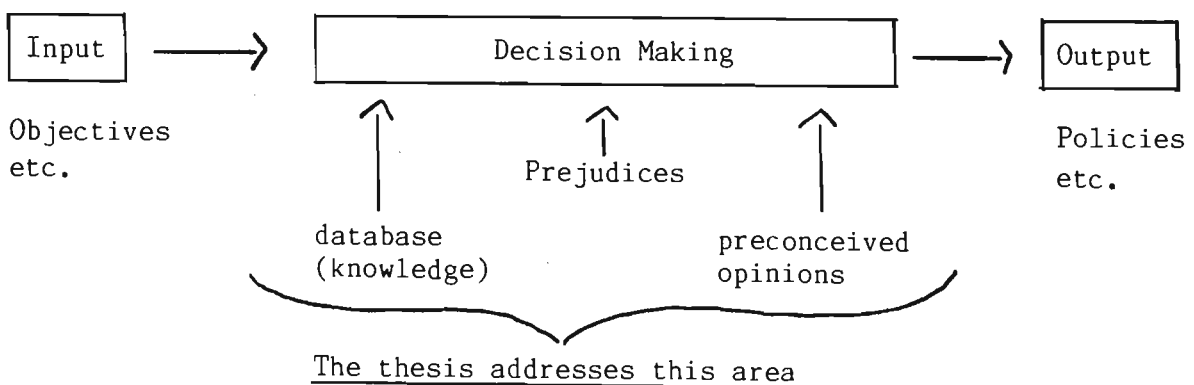 Input
Decision Making
Output
Objectives
etc.
Prejudices
Policies
etc.
database
(knowledge)
preconceived
opinions
The thesis addresses this area